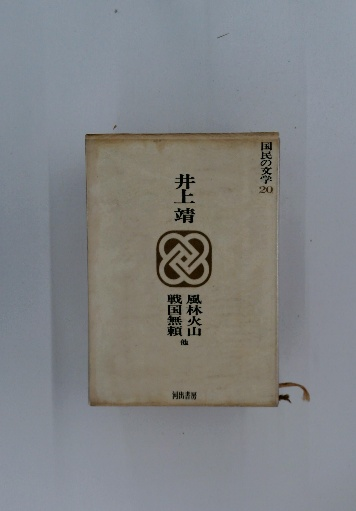 国民の文学20
井上靖
風林火山
戦国無頼 他
河出書房